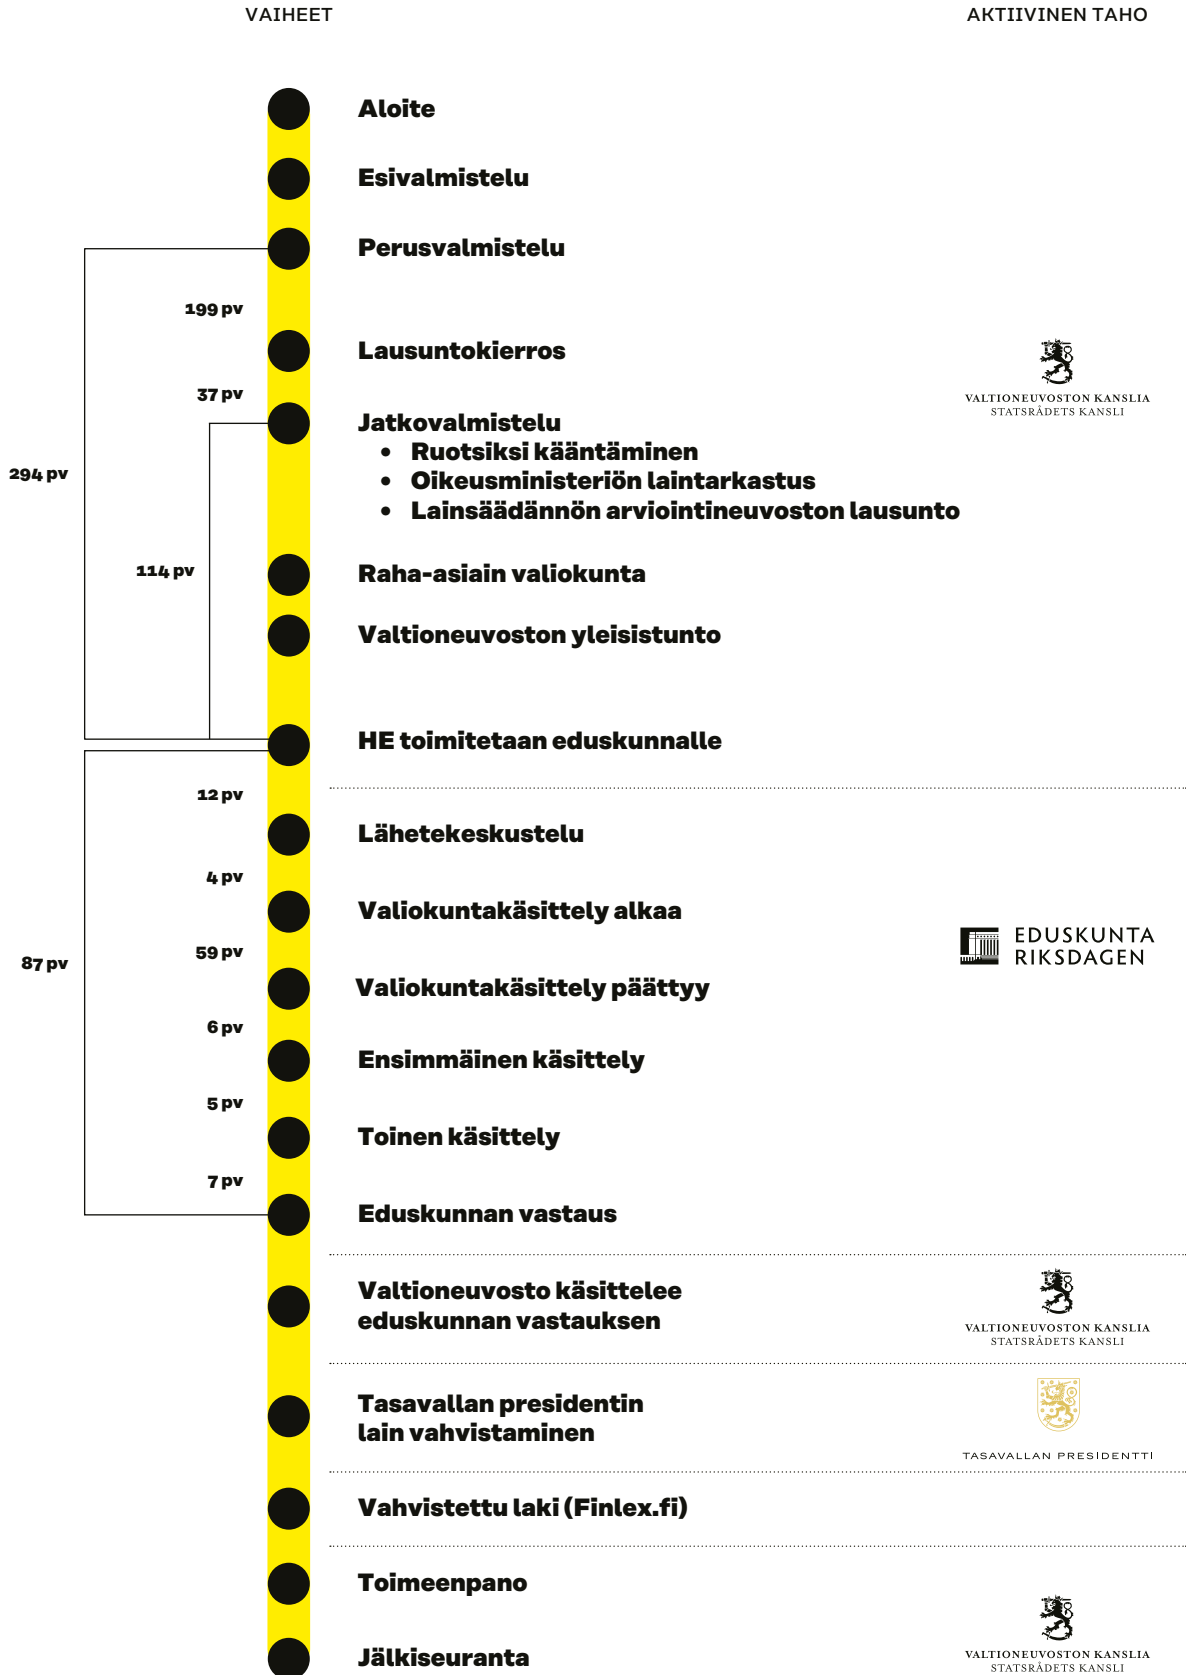 VAIHEET
AKTIIVINEN TAHO
Aloite
Esivalmistelu
Perusvalmistelu
199 pv
Lausuntokierros
VALTIONEUVOSTON KANSLIA
STATSRÅDETS KANSLI
37 pv
Jatkovalmistelu
• Ruotsiksi kääntäminen
294 pv
• Oikeusministeriön laintarkastus
• Lainsäädännön arviointineuvoston lausunto
114 pv
Raha-asiain valiokunta
Valtioneuvoston yleisistunto
HE toimitetaan eduskunnalle
12 pv
Lähetekeskustelu
4 pv
Valiokuntakäsittely alkaa
EDUSKUNTA
RIKSDAGEN
59 pv
87 pv
Valiokuntakäsittely päättyy
6 pv
Ensimmäinen käsittely
5 pv
Toinen käsittely
7 pv
Eduskunnan vastaus
Valtioneuvosto käsittelee
eduskunnan vastauksen
VALTIONEUVOSTON KANSLIA
STATSRÅDETS KANSLI
Tasavallan presidentin
lain vahvistaminen
TASAVALLAN PRESIDENTTI
Vahvistettu laki (Finlex.fi)
Toimeenpano
Jälkiseuranta
VALTIONEUVOSTON KANSLIA
STATSRÅDETS KANSLI